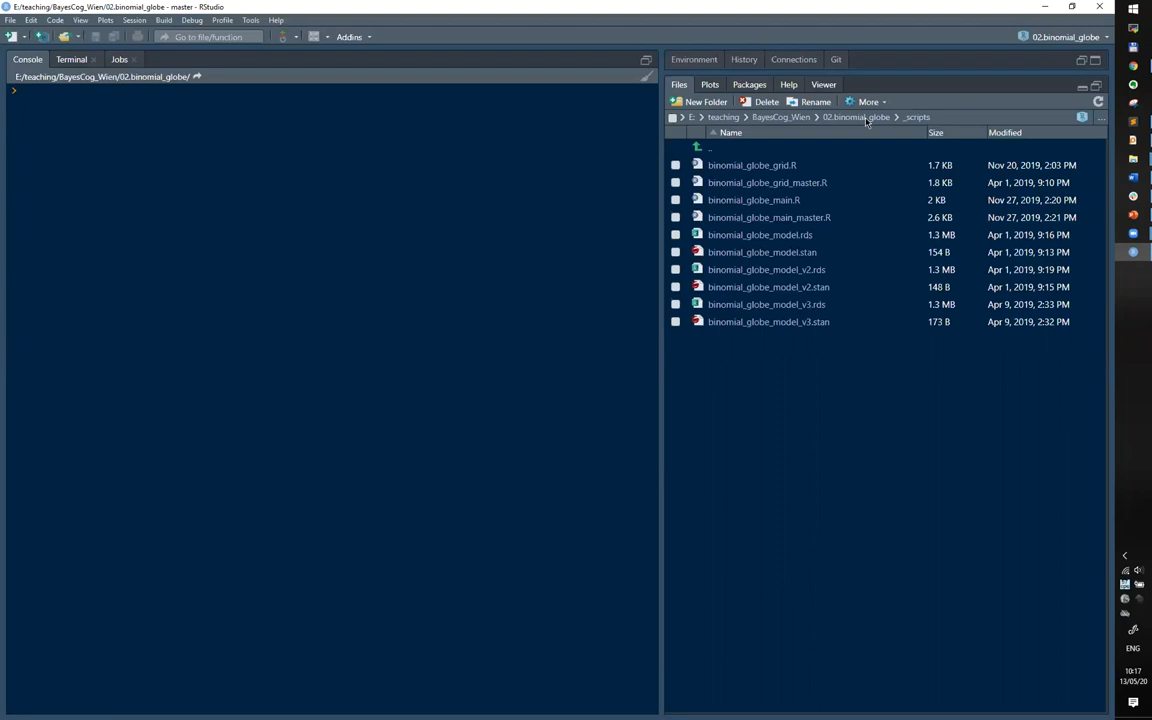 E:/teaching/BayesCog_Wien/02.binomial_globe - master - RStudio
File Edit Code View Plots Session Build Debug Profile Tools Help
Go to file/function Addins 02.binomial_globe
Console Terminal Jobs
E:/teaching/BayesCog_Wien/02.binomial_globe/
>
Environment History Connections Git
Files Plots Packages Help Viewer
New Folder Delete Rename More
E: teaching BayesCog_Wien 02.binomial_globe _scripts
Name Size Modified
..
binomial_globe_grid.R 1.7 KB Nov 20, 2019, 2:03 PM
binomial_globe_grid_master.R 1.8 KB Apr 1, 2019, 9:10 PM
binomial_globe_main.R 2 KB Nov 27, 2019, 2:20 PM
binomial_globe_main_master.R 2.6 KB Nov 27, 2019, 2:21 PM
binomial_globe_model.rds 1.3 MB Apr 1, 2019, 9:16 PM
binomial_globe_model.stan 154 B Apr 1, 2019, 9:13 PM
binomial_globe_model_v2.rds 1.3 MB Apr 1, 2019, 9:19 PM
binomial_globe_model_v2.stan 148 B Apr 1, 2019, 9:15 PM
binomial_globe_model_v3.rds 1.3 MB Apr 9, 2019, 2:33 PM
binomial_globe_model_v3.stan 173 B Apr 9, 2019, 2:32 PM
ENG
10:17
13/05/20